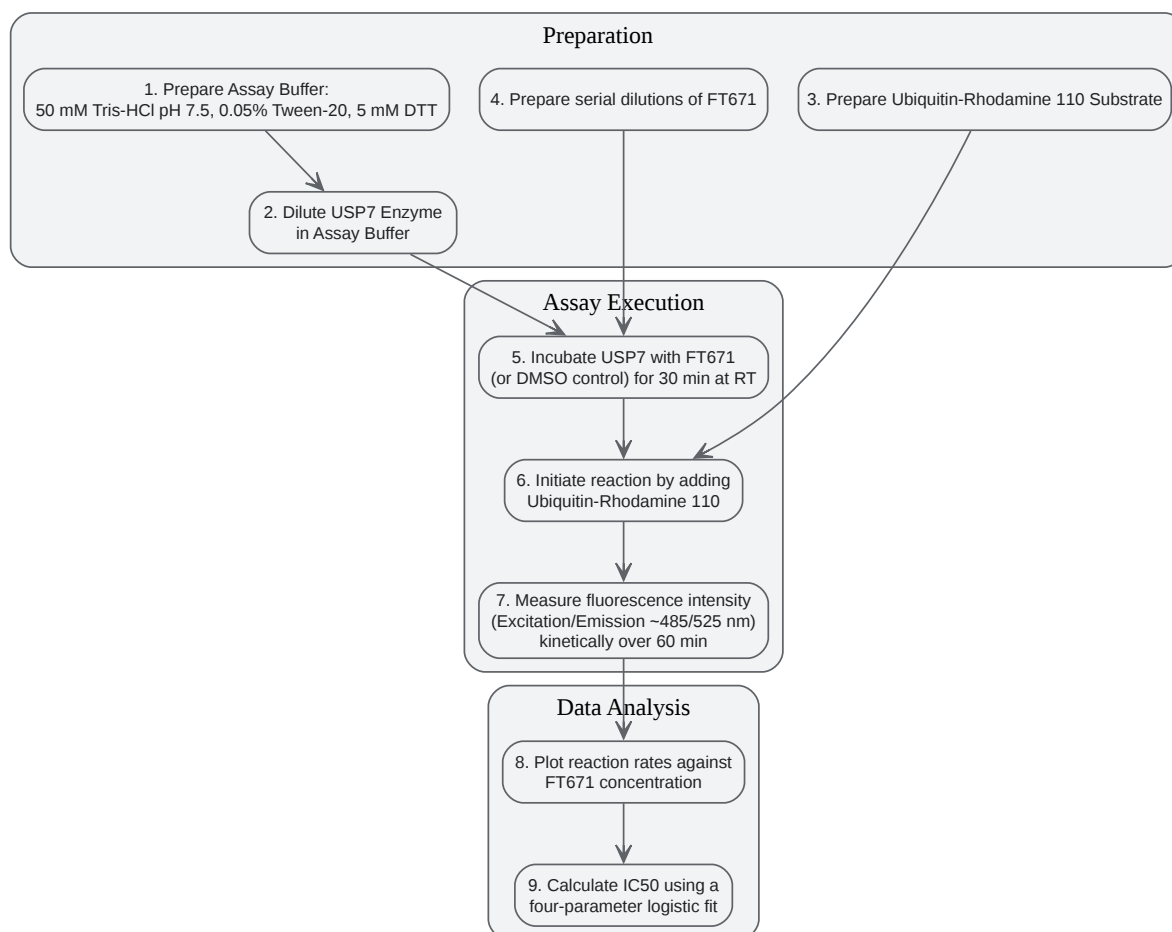 Preparation
1. Prepare Assay Buffer:
50 mM Tris-HCl pH 7.5, 0.05% Tween-20, 5 mM DTT
4. Prepare serial dilutions of FT671
3. Prepare Ubiquitin-Rhodamine 110 Substrate
2. Dilute USP7 Enzyme
in Assay Buffer
Assay Execution
5. Incubate USP7 with FT671
(or DMSO control) for 30 min at RT
6. Initiate reaction by adding
Ubiquitin-Rhodamine 110
7. Measure fluorescence intensity
(Excitation/Emission ~485/525 nm)
kinetically over 60 min
Data Analysis
8. Plot reaction rates against
FT671 concentration
9. Calculate IC50 using a
four-parameter logistic fit